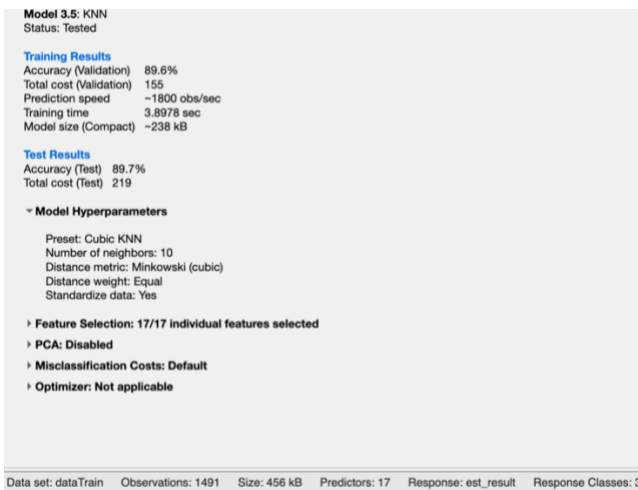 Model 3.5: KNN
Status: Tested
Training Results
Accuracy (Validation) 89.6%
Total cost (Validation) 155
Prediction speed ~1800 obs/sec
Training time 3.8978 sec
Model size (Compact) ~238 kB
Test Results
Accuracy (Test) 89.7%
Total cost (Test) 219
Model Hyperparameters
Preset: Cubic KNN
Number of neighbors: 10
Distance metric: Minkowski (cubic)
Distance weight: Equal
Standardize data: Yes
Feature Selection: 17/17 individual features selected
PCA: Disabled
Misclassification Costs: Default
Optimizer: Not applicable
Data set: dataTrain Observations: 1491 Size: 456 kB Predictors: 17 Response: est_result Response Classes: